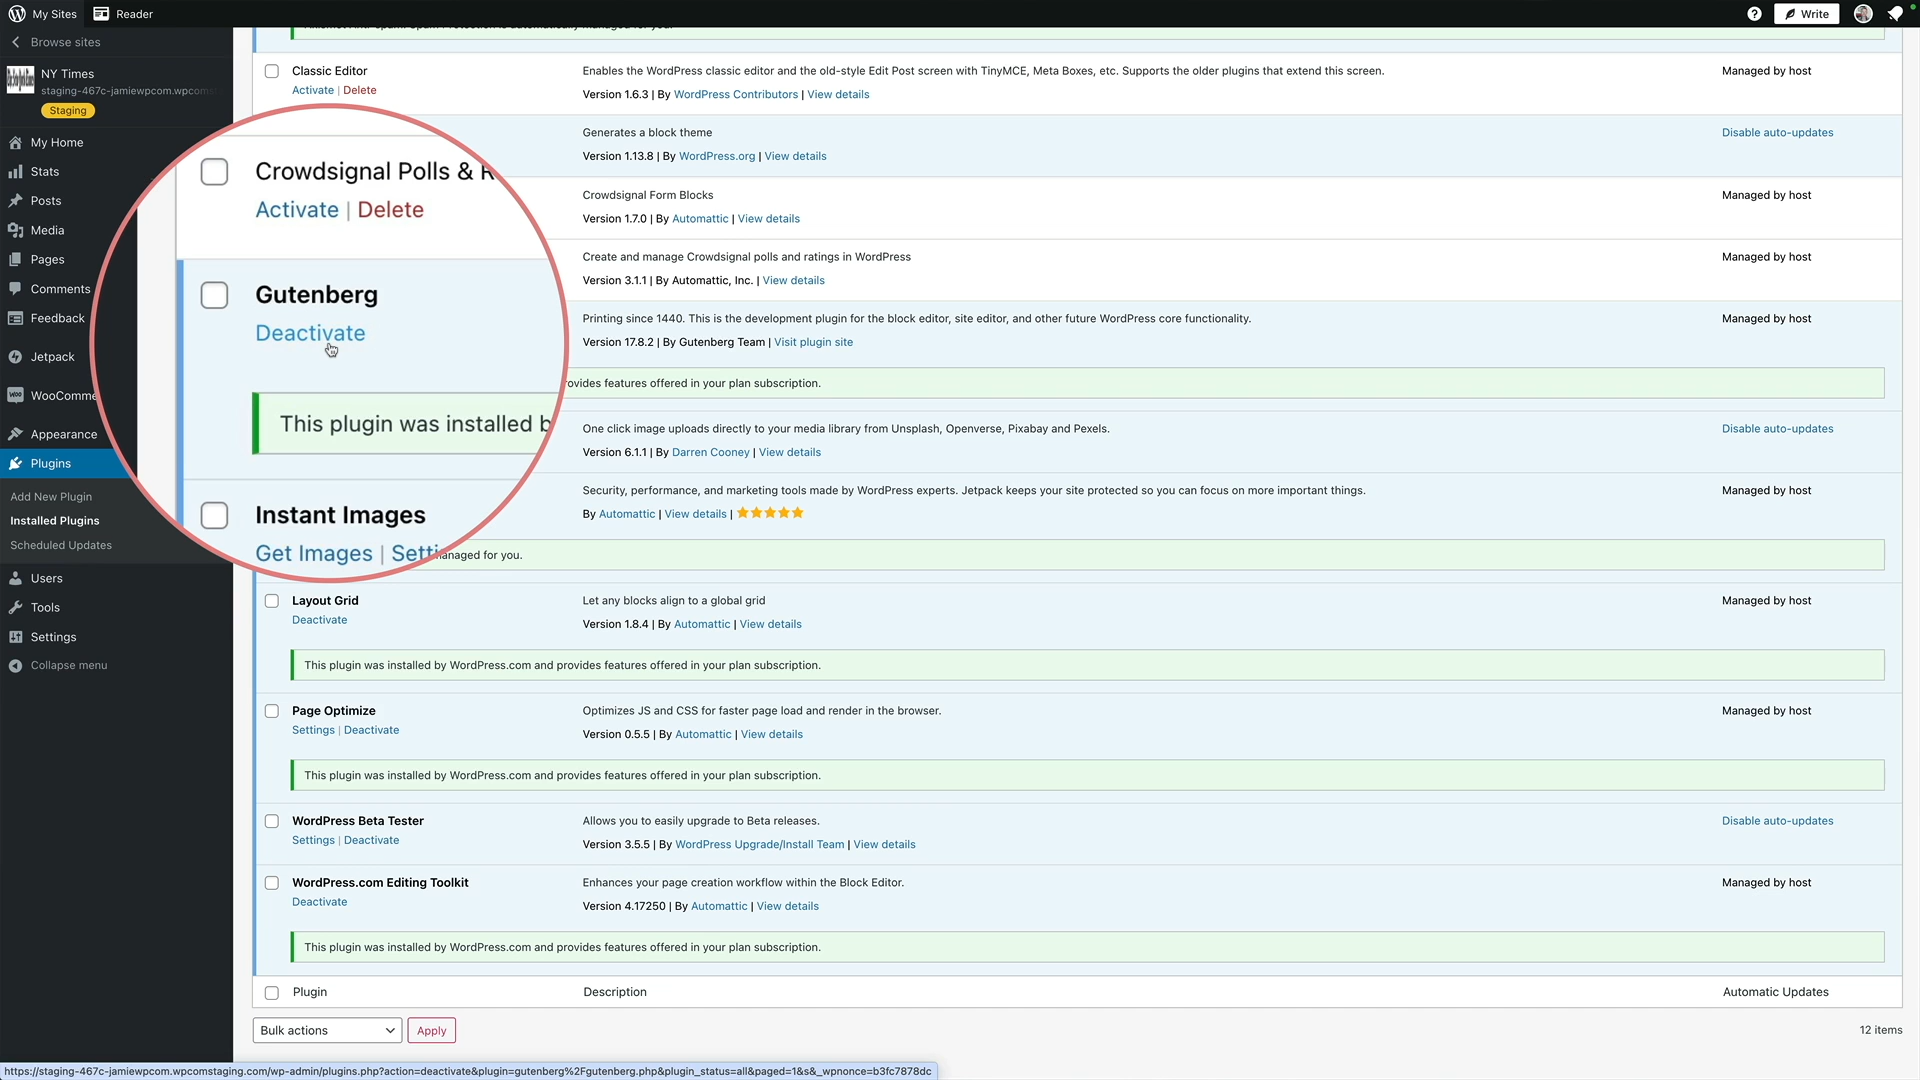 My Sites Reader Write
Browse sites
NY Times
staging-467c-jamiewpcom.wpcoms
Staging
My Home
Stats
Posts
Media
Pages
Comments
Feedback
Jetpack
WooComme
Appearance
Plugins
Add New Plugin
Installed Plugins
Scheduled Updates
Users
Tools
Settings
Collapse menu
Classic Editor
Activate | Delete
Enables the WordPress classic editor and the old-style Edit Post screen with TinyMCE, Meta Boxes, etc. Supports the older plugins that extend this screen.
Version 1.6.3 | By WordPress Contributors | View details
Managed by host
Generates a block theme
Version 1.13.8 | By WordPress.org | View details
Disable auto-updates
Crowdsignal Polls & R
Activate | Delete
Crowdsignal Form Blocks
Version 1.7.0 | By Automattic | View details
Managed by host
Create and manage Crowdsignal polls and ratings in WordPress
Version 3.1.1 | By Automattic, Inc. | View details
Managed by host
Gutenberg
Deactivate
Printing since 1440. This is the development plugin for the block editor, site editor, and other future WordPress core functionality.
Version 17.8.2 | By Gutenberg Team | Visit plugin site
Managed by host
This plugin was installed b
ovides features offered in your plan subscription.
Instant Images
Get Images | Setti
One click image uploads directly to your media library from Unsplash, Openverse, Pixabay and Pexels.
Version 6.1.1 | By Darren Cooney | View details
Disable auto-updates
Security, performance, and marketing tools made by WordPress experts. Jetpack keeps your site protected so you can focus on more important things.
By Automattic | View details |
Managed by host
managed for you.
Layout Grid
Deactivate
Let any blocks align to a global grid
Version 1.8.4 | By Automattic | View details
Managed by host
This plugin was installed by WordPress.com and provides features offered in your plan subscription.
Page Optimize
Settings | Deactivate
Optimizes JS and CSS for faster page load and render in the browser.
Version 0.5.5 | By Automattic | View details
Managed by host
This plugin was installed by WordPress.com and provides features offered in your plan subscription.
WordPress Beta Tester
Settings | Deactivate
Allows you to easily upgrade to Beta releases.
Version 3.5.5 | By WordPress Upgrade/Install Team | View details
Disable auto-updates
WordPress.com Editing Toolkit
Deactivate
Enhances your page creation workflow within the Block Editor.
Version 4.17250 | By Automattic | View details
Managed by host
This plugin was installed by WordPress.com and provides features offered in your plan subscription.
Plugin Description Automatic Updates
Bulk actions Apply 12 items
https://staging-467c-jamiewpcom.wpcomstaging.com/wp-admin/plugins.php?action=deactivate&plugin=gutenberg%2Fgutenberg.php&plugin_status=all&paged=1&s&_wpnonce=b3fc7878dc